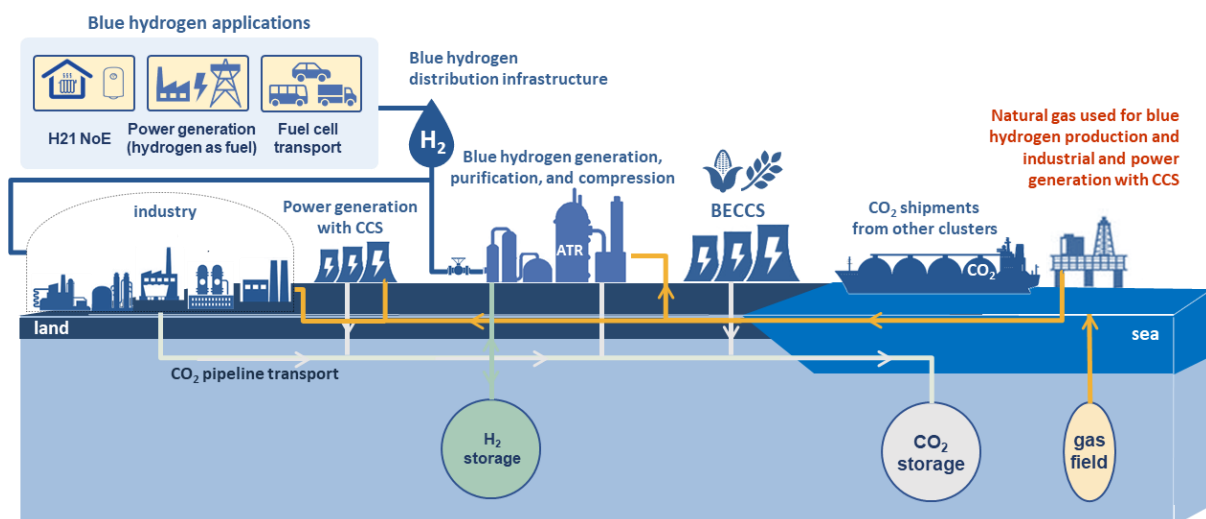 Blue hydrogen applications
H21 NoE
Power generation
(hydrogen as fuel)
Fuel cell
transport
Blue hydrogen
distribution infrastructure
H₂
Blue hydrogen generation,
purification, and compression
Natural gas used for blue
hydrogen production and
industrial and power
generation with CCS
industry
Power generation
with CCS
ATR
BECCS
CO₂ shipments
from other clusters
CO₂
land
sea
CO₂ pipeline transport
H₂
storage
CO₂
storage
gas
field